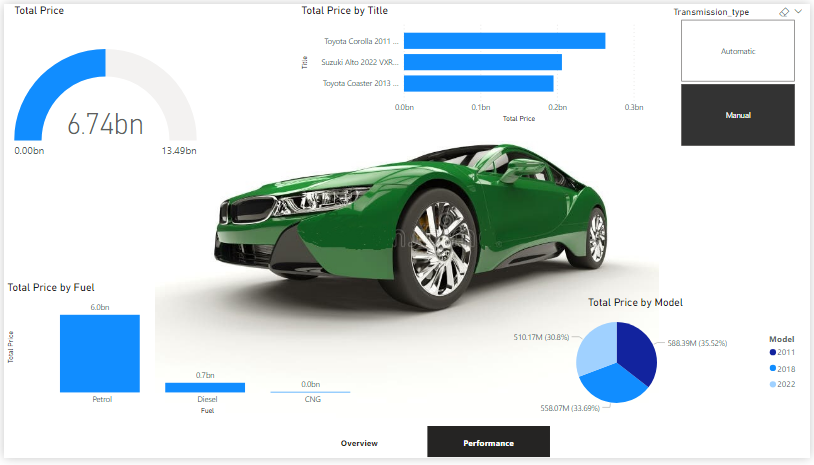 Total Price
6.74bn
0.00bn
13.49bn
Total Price by Title
Title
Toyota Corolla 2011 ...
Suzuki Alto 2022 VXR...
Toyota Coaster 2013 ...
0.0bn 0.1bn 0.2bn 0.3bn
Total Price
Transmission_type
Automatic
Manual
Total Price by Fuel
Total Price
6.0bn
0.7bn
0.0bn
Petrol Diesel CNG
Fuel
Total Price by Model
510.17M (30.8%)
588.39M (35.52%)
558.07M (33.69%)
Model
2011
2018
2022
Overview
Performance